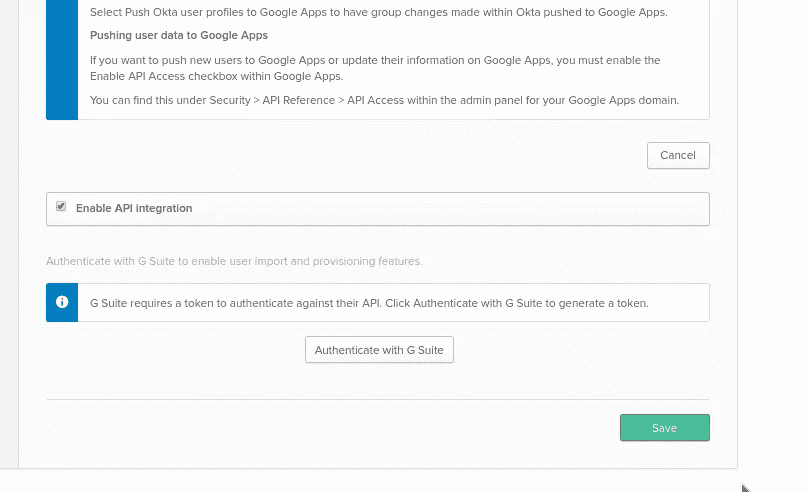 Select Push Okta user profiles to Google Apps to have group changes made within Okta pushed to Google Apps.
Pushing user data to Google Apps
If you want to push new users to Google Apps or update their information on Google Apps, you must enable the
Enable API Access checkbox within Google Apps.
You can find this under Security > API Reference > API Access within the admin panel for your Google Apps domain.
Cancel
Enable API integration
Authenticate with G Suite to enable user import and provisioning features.
G Suite requires a token to authenticate against their API. Click Authenticate with G Suite to generate a token.
Authenticate with G Suite
Save